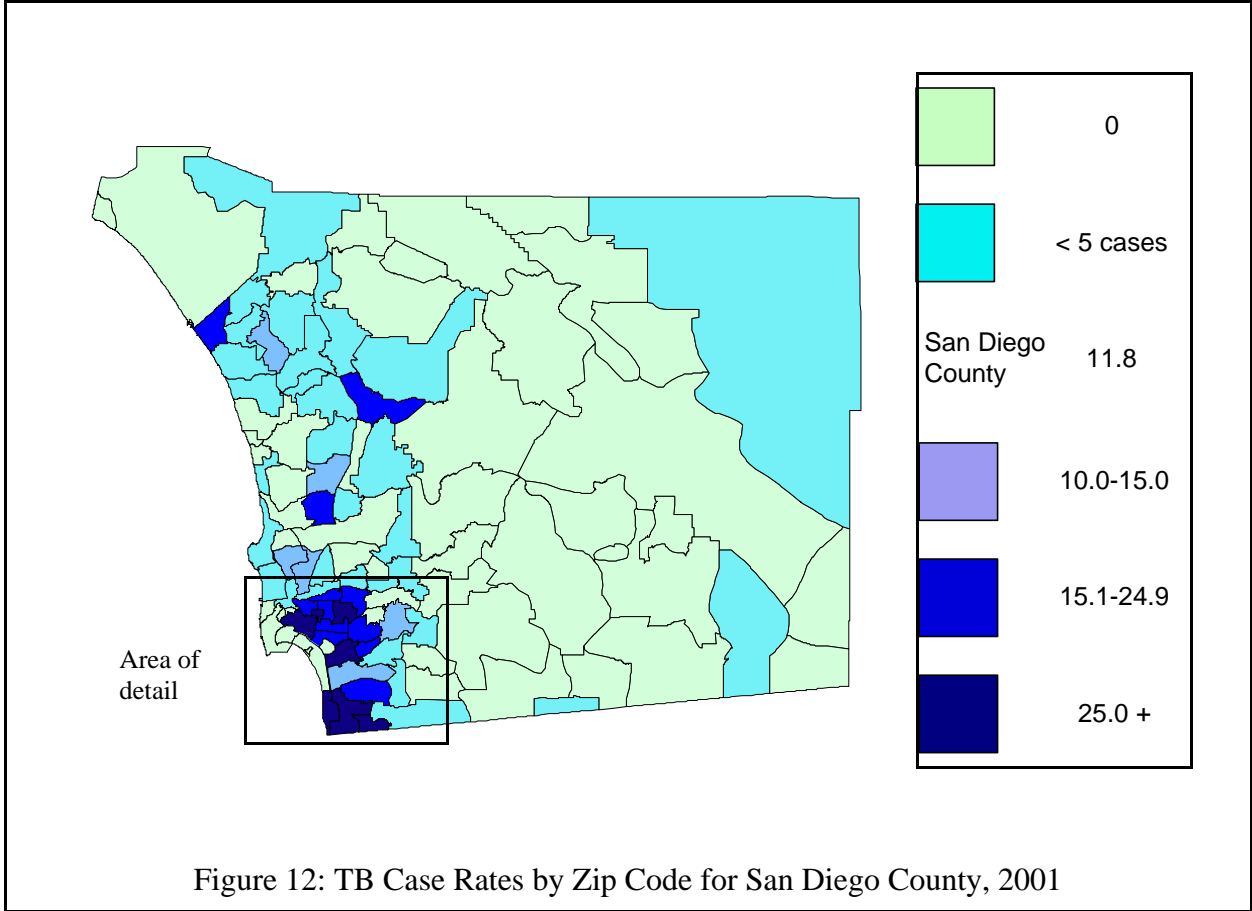 0
< 5 cases
San Diego
County
11.8
10.0-15.0
15.1-24.9
25.0 +
Area of
detail
Figure 12: TB Case Rates by Zip Code for San Diego County, 2001